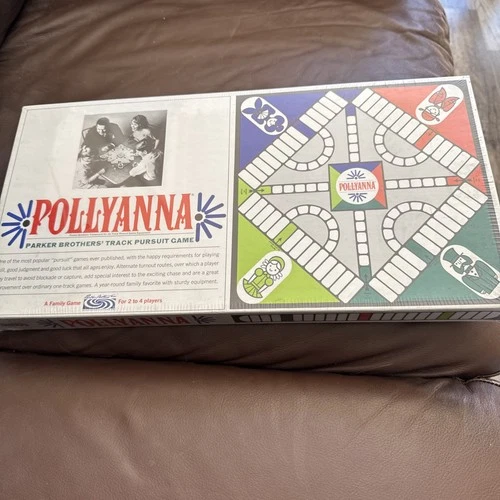 POLLYANNA
PARKER BROTHERS' TRACK PURSUIT GAME
One of the most popular "pursuit" games ever published, with the happy requirements for playing
skill, good judgment and good luck that all ages enjoy. Alternate turnout routes, over which a player
may travel to avoid blockade or capture, add special interest to the exciting chase and are a great
improvement over ordinary one-track games. A year-round family favorite with sturdy equipment.
A Family Game
For 2 to 4 players
POLLYANNA
POLLYANNA